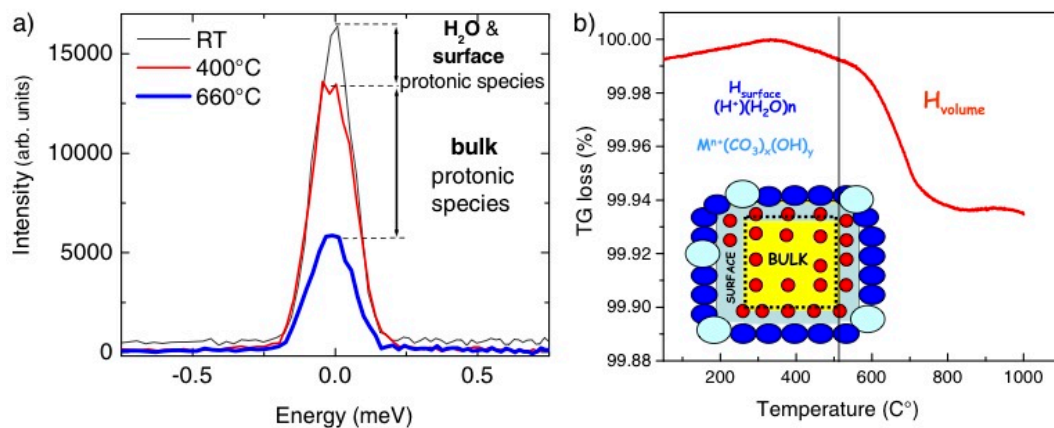 a)
15000
10000
5000
0
Intensity (arb. units)
RT
400°C
660°C
H2O &
surface
protonic species
bulk
protonic
species
-0.5
0.0
0.5
Energy (meV)
b)
100.00
99.98
99.96
99.94
99.92
99.90
99.88
TG loss (%)
Hsurface
(H⁺)(H2O)n
Mⁿ⁺(CO3)x(OH)y
Hvolume
SURFACE
BULK
200
400
600
800
1000
Temperature (C°)